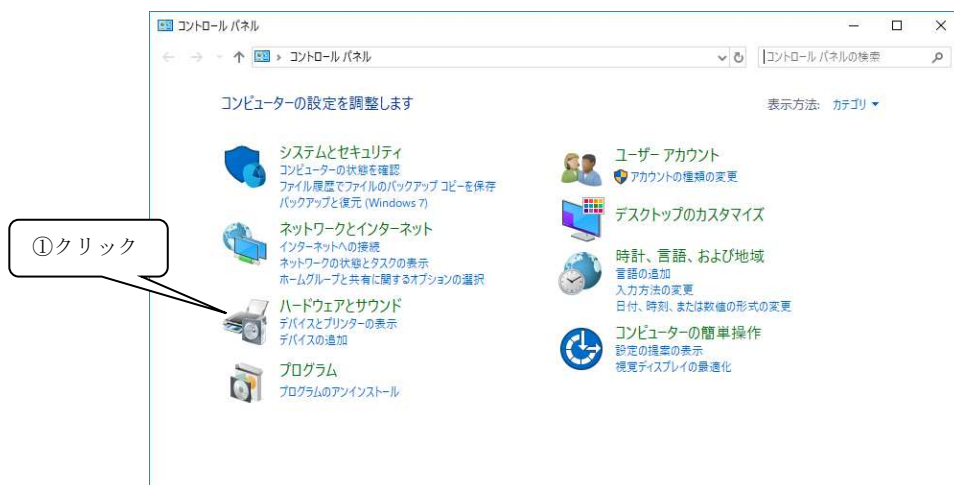 コントロール パネル
コントロール パネル
コントロール パネルの検索
コンピューターの設定を調整します
表示方法: カテゴリ
システムとセキュリティ
コンピューターの状態を確認
ファイル履歴でファイルのバックアップ コピーを保存
バックアップと復元 (Windows 7)
ネットワークとインターネット
インターネットへの接続
ネットワークの状態とタスクの表示
ホームグループと共有に関するオプションの選択
①クリック
ハードウェアとサウンド
デバイスとプリンターの表示
デバイスの追加
プログラム
プログラムのアンインストール
ユーザー アカウント
アカウントの種類の変更
デスクトップのカスタマイズ
時計、言語、および地域
言語の追加
入力方法の変更
日付、時刻、または数値の形式の変更
コンピューターの簡単操作
設定の提案の表示
視覚ディスプレイの最適化